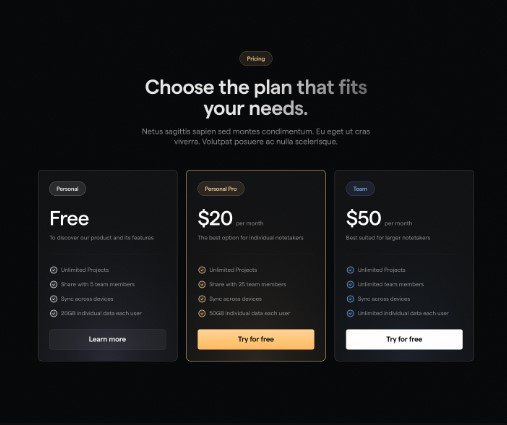 Pricing
Choose the plan that fits
your needs.
Netus sagittis sapien sed montes condimentum. Eu eget ut cras
viverra. Volutpat posuere ac nulla scelerisque.
Personal
Free
To discover our product and its features
Unlimited Projects
Share with 5 team members
Sync across devices
20GB individual data each user
Learn more
Personal Pro
$20 per month
The best option for individual notetakers
Unlimited Projects
Share with 25 team members
Sync across devices
50GB individual data each user
Try for free
Team
$50 per month
Best suited for larger notetakers
Unlimited Projects
Unlimited team members
Sync across devices
Unlimited individual data each user
Try for free